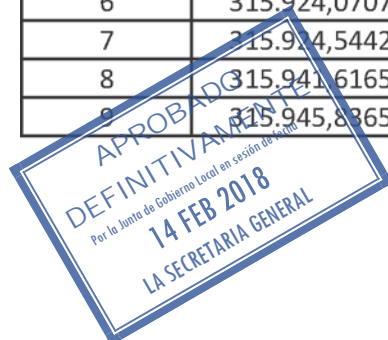 6 315.924,0707
7 315.924,5442
8 315.941,6165
9 315.945,8365
APROBADO
DEFINITIVAMENTE
Por la Junta de Gobierno Local en sesión de fecha
14 FEB 2018
LA SECRETARIA GENERAL